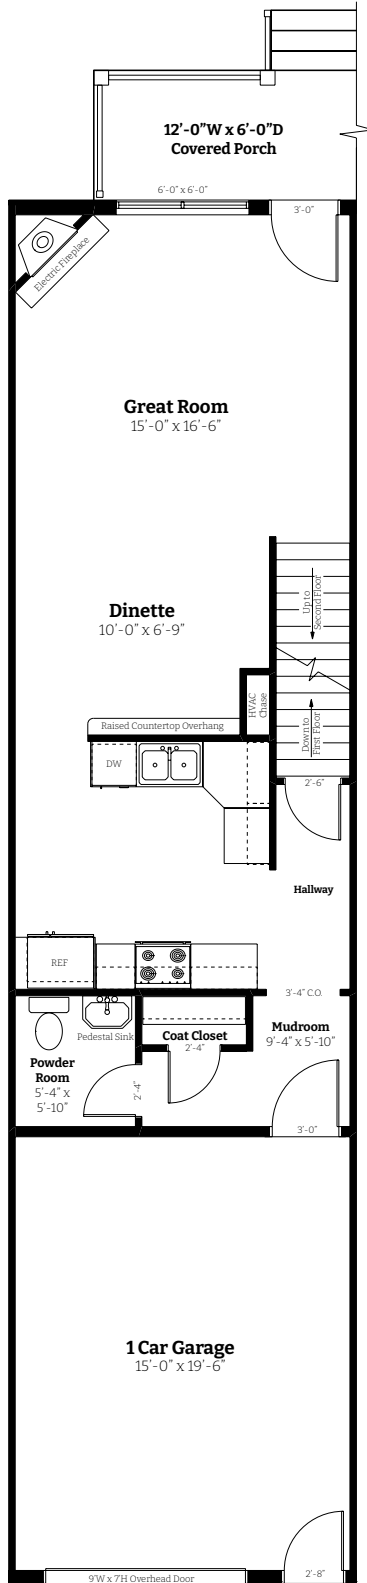 12'-0"W x 6'-0"D
Covered Porch
6'-0" x 6'-0"
3'-0"
Electric Fireplace
Great Room
15'-0" x 16'-6"
Up to
Second Floor
Dinette
10'-0" x 6'-9"
HVAC
Chase
Down to
First Floor
Raised Countertop Overhang
DW
2'-6"
Hallway
REF
3'-4" C.O.
Mudroom
9'-4" x 5'-10"
Coat Closet
2'-4"
Pedestal Sink
Powder
Room
5'-4" x
5'-10"
2'-4"
3'-0"
1 Car Garage
15'-0" x 19'-6"
2'-8"
9'W x 7'H Overhead Door